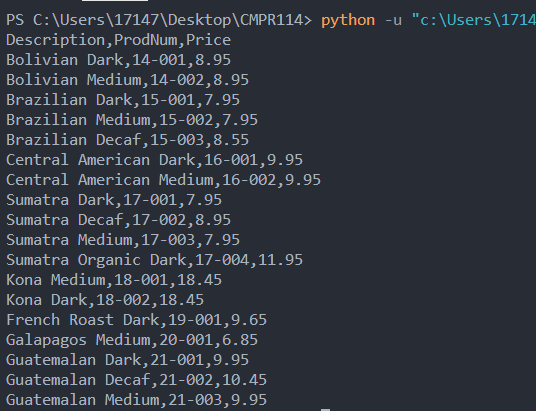 PS C:\Users\17147\Desktop\CMPR114> python -u "c:\Users\1714
Description,ProdNum,Price
Bolivian Dark,14-001,8.95
Bolivian Medium,14-002,8.95
Brazilian Dark,15-001,7.95
Brazilian Medium,15-002,7.95
Brazilian Decaf,15-003,8.55
Central American Dark,16-001,9.95
Central American Medium,16-002,9.95
Sumatra Dark,17-001,7.95
Sumatra Decaf,17-002,8.95
Sumatra Medium,17-003,7.95
Sumatra Organic Dark,17-004,11.95
Kona Medium,18-001,18.45
Kona Dark,18-002,18.45
French Roast Dark,19-001,9.65
Galapagos Medium,20-001,6.85
Guatemalan Dark,21-001,9.95
Guatemalan Decaf,21-002,10.45
Guatemalan Medium,21-003,9.95